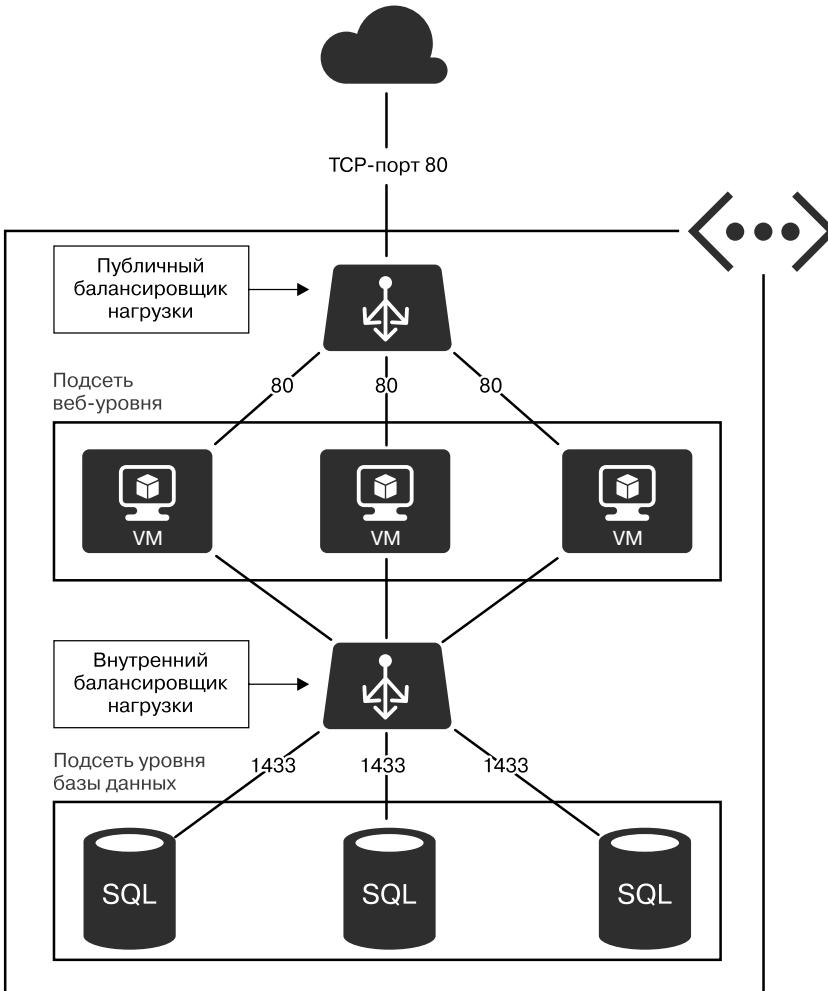 TCP-порт 80
Публичный
балансировщик
нагрузки
Подсеть
веб-уровня
80
80
80
VM
VM
VM
Внутренний
балансировщик
нагрузки
Подсеть уровня
базы данных
1433
1433
1433
SQL
SQL
SQL